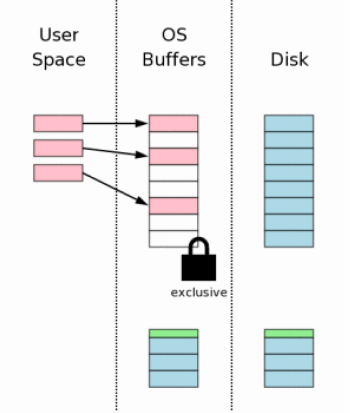 User
Space
OS
Buffers
Disk
exclusive